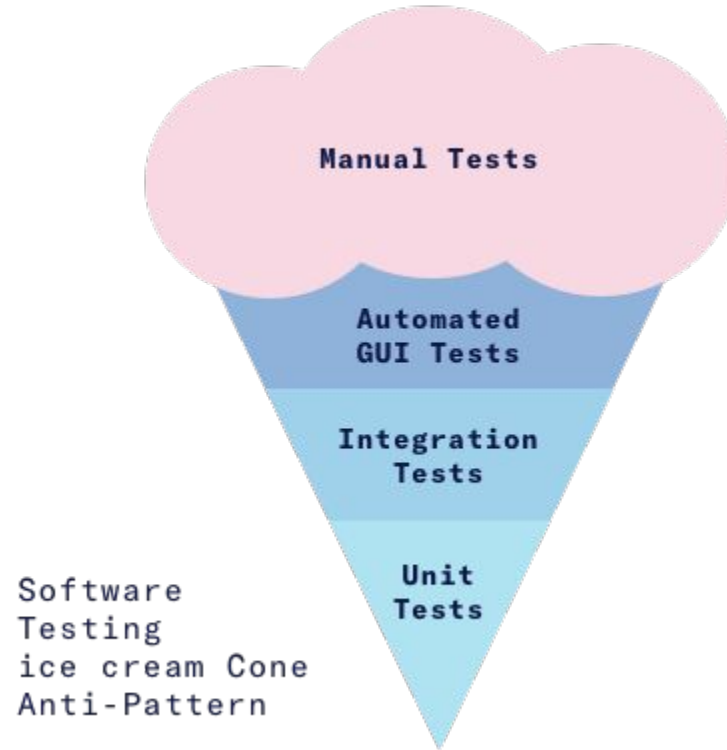 Manual Tests
Automated
GUI Tests
Integration
Tests
Unit
Tests
Software
Testing
ice cream Cone
Anti-Pattern